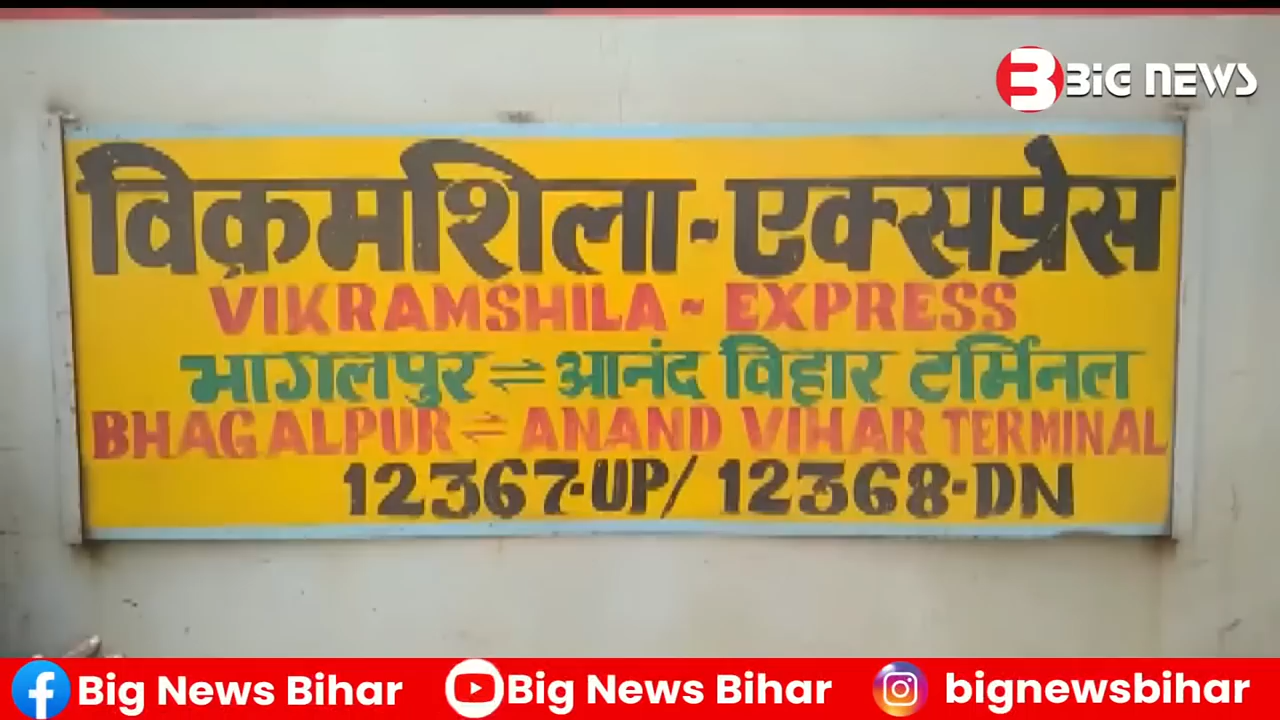 3 BiG NEWS
विक्रमशिला-एक्सप्रेस
VIKRAMSHILA - EXPRESS
भागलपुर ⇌ आनंद विहार टर्मिनल
BHAGALPUR ⇌ ANAND VIHAR TERMINAL
12367-UP/ 12368-DN
Big News Bihar Big News Bihar bignewsbihar